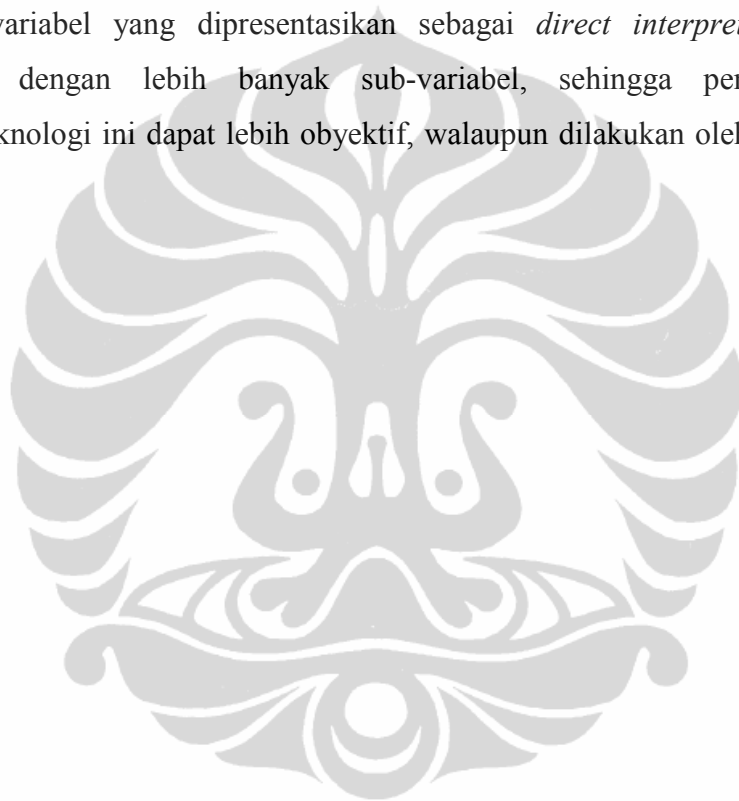 variabel yang dipresentasikan sebagai direct interpre
dengan lebih banyak sub-variabel, sehingga per
knologi ini dapat lebih obyektif, walaupun dilakukan oleh